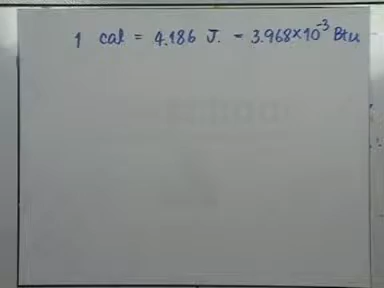 1 cal = 4.186 J. = 3.968×10⁻³ Btu